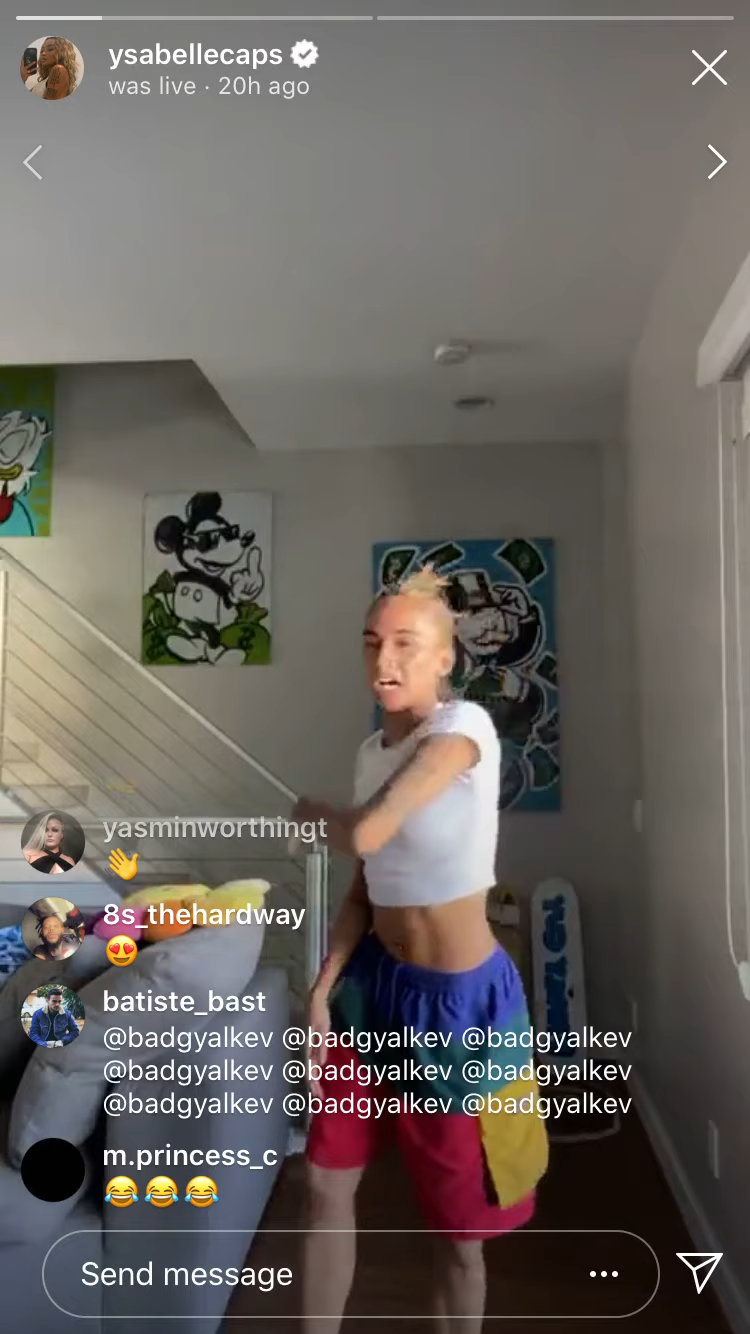 ysabellecaps
was live · 20h ago
yasminworthingt
👋
8s_thehardway
😍
batiste_bast
@badgyalkev @badgyalkev @badgyalkev
@badgyalkev @badgyalkev @badgyalkev
@badgyalkev @badgyalkev @badgyalkev
m.princess_c
😂😂😂
Send message